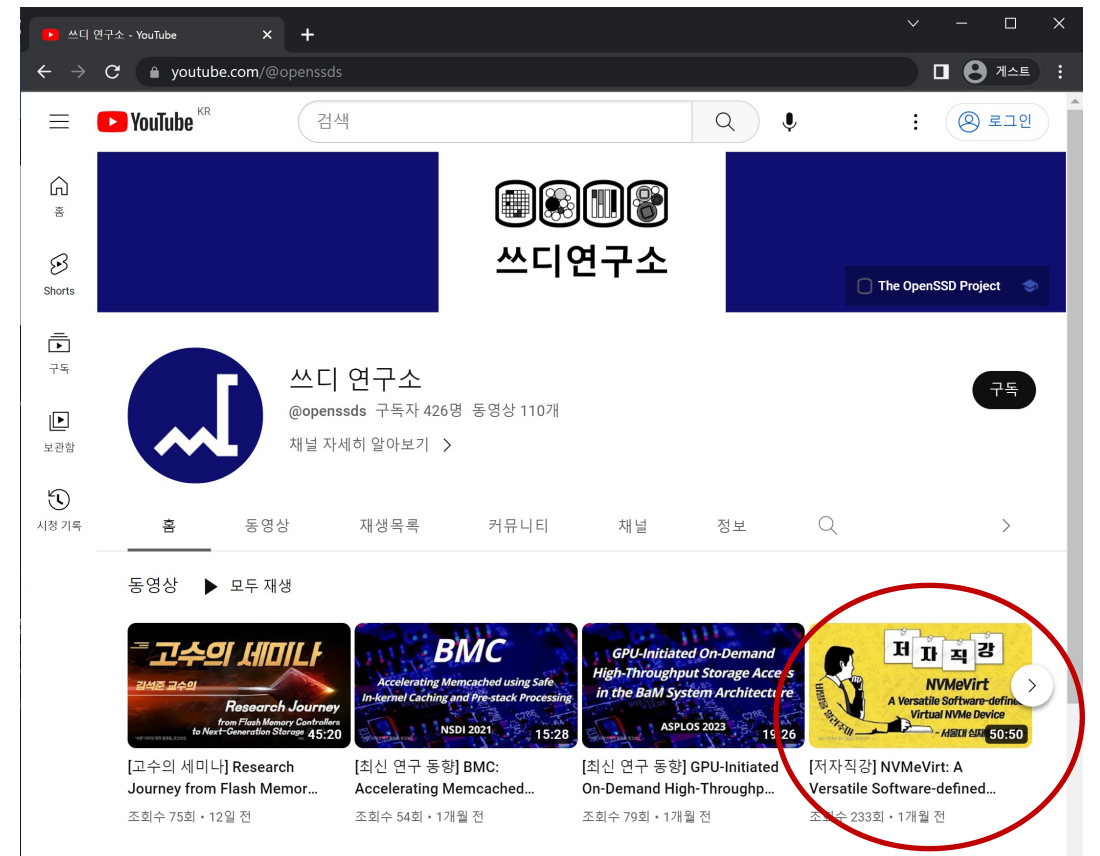 쓰디 연구소 - YouTube
youtube.com/@openssds
게스트
YouTube KR
검색
로그인
홈
Shorts
구독
보관함
시청 기록
쓰디연구소
The OpenSSD Project
쓰디 연구소
@openssds 구독자 426명 동영상 110개
채널 자세히 알아보기
구독
홈 동영상 재생목록 커뮤니티 채널 정보
동영상 모두 재생
고수의 세미나
김석준 교수의
Research Journey
from Flash Memory Controllers
to Next-Generation Storage
45:20
[고수의 세미나] Research
Journey from Flash Memor...
조회수 75회 • 12일 전
BMC
Accelerating Memcached using Safe
In-kernel Caching and Pre-stack Processing
NSDI 2021
15:28
[최신 연구 동향] BMC:
Accelerating Memcached...
조회수 54회 • 1개월 전
GPU-Initiated On-Demand
High-Throughput Storage Access
in the BaM System Architecture
ASPLOS 2023
19:26
[최신 연구 동향] GPU-Initiated
On-Demand High-Throughp...
조회수 79회 • 1개월 전
저자직강
NVMeVirt
A Versatile Software-define
Virtual NVMe Device
50:50
[저자직강] NVMeVirt: A
Versatile Software-defined...
조회수 233회 • 1개월 전